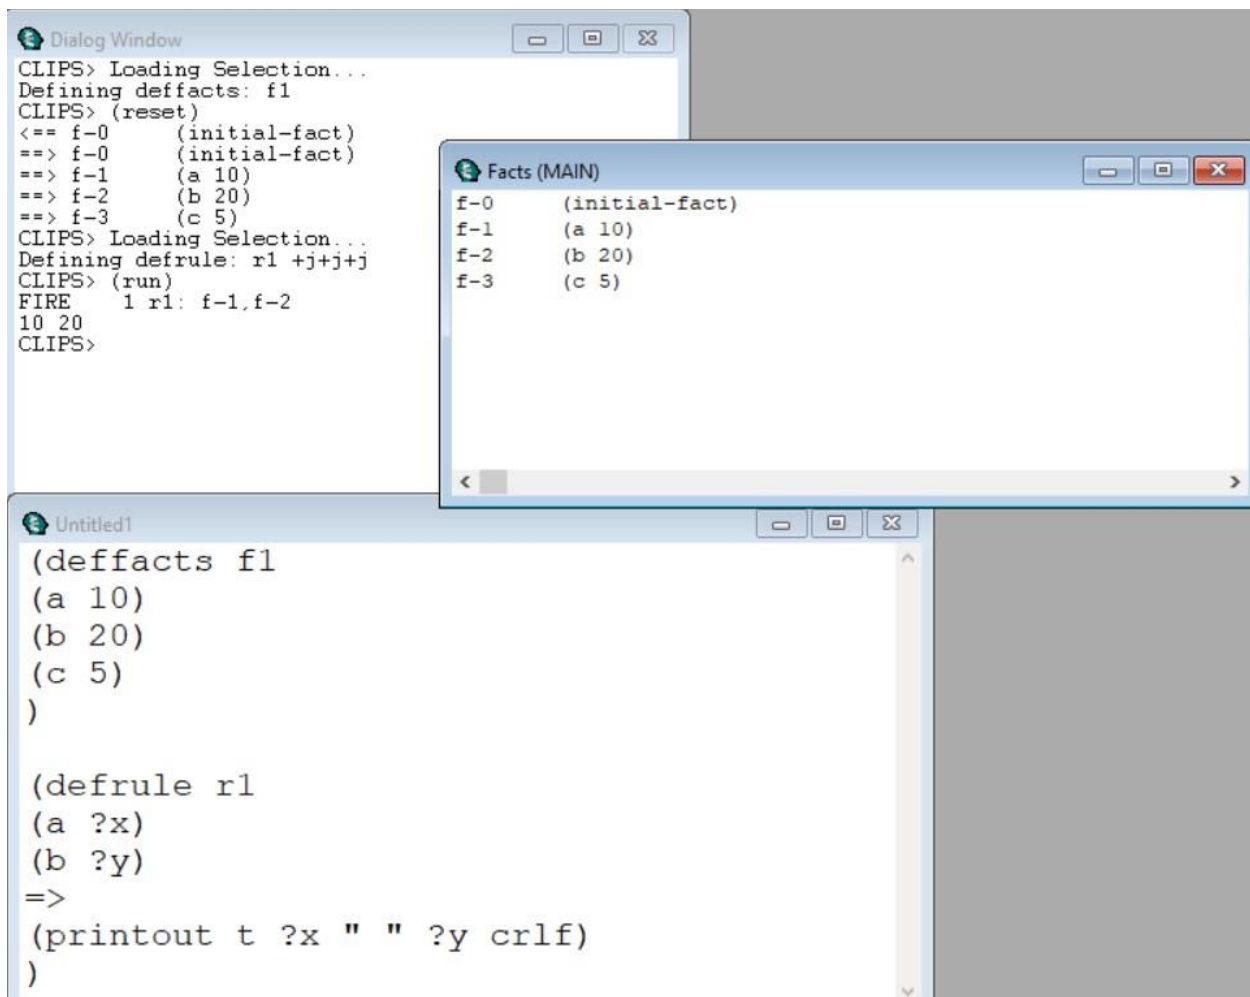 Dialog Window
CLIPS> Loading Selection...
Defining deffacts: f1
CLIPS> (reset)
<== f-0     (initial-fact)
==> f-0     (initial-fact)
==> f-1     (a 10)
==> f-2     (b 20)
==> f-3     (c 5)
CLIPS> Loading Selection...
Defining defrule: r1 +j+j+j
CLIPS> (run)
FIRE    1 r1: f-1,f-2
10 20
CLIPS>
Facts (MAIN)
f-0     (initial-fact)
f-1     (a 10)
f-2     (b 20)
f-3     (c 5)
Untitled1
(deffacts f1
(a 10)
(b 20)
(c 5)
)
(defrule r1
(a ?x)
(b ?y)
=>
(printout t ?x " " ?y crlf)
)